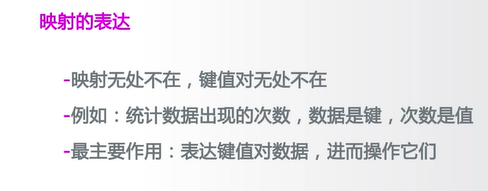 映射的表达
-映射无处不在，键值对无处不在
-例如：统计数据出现的次数，数据是键，次数是值
-最主要作用：表达键值对数据，进而操作它们